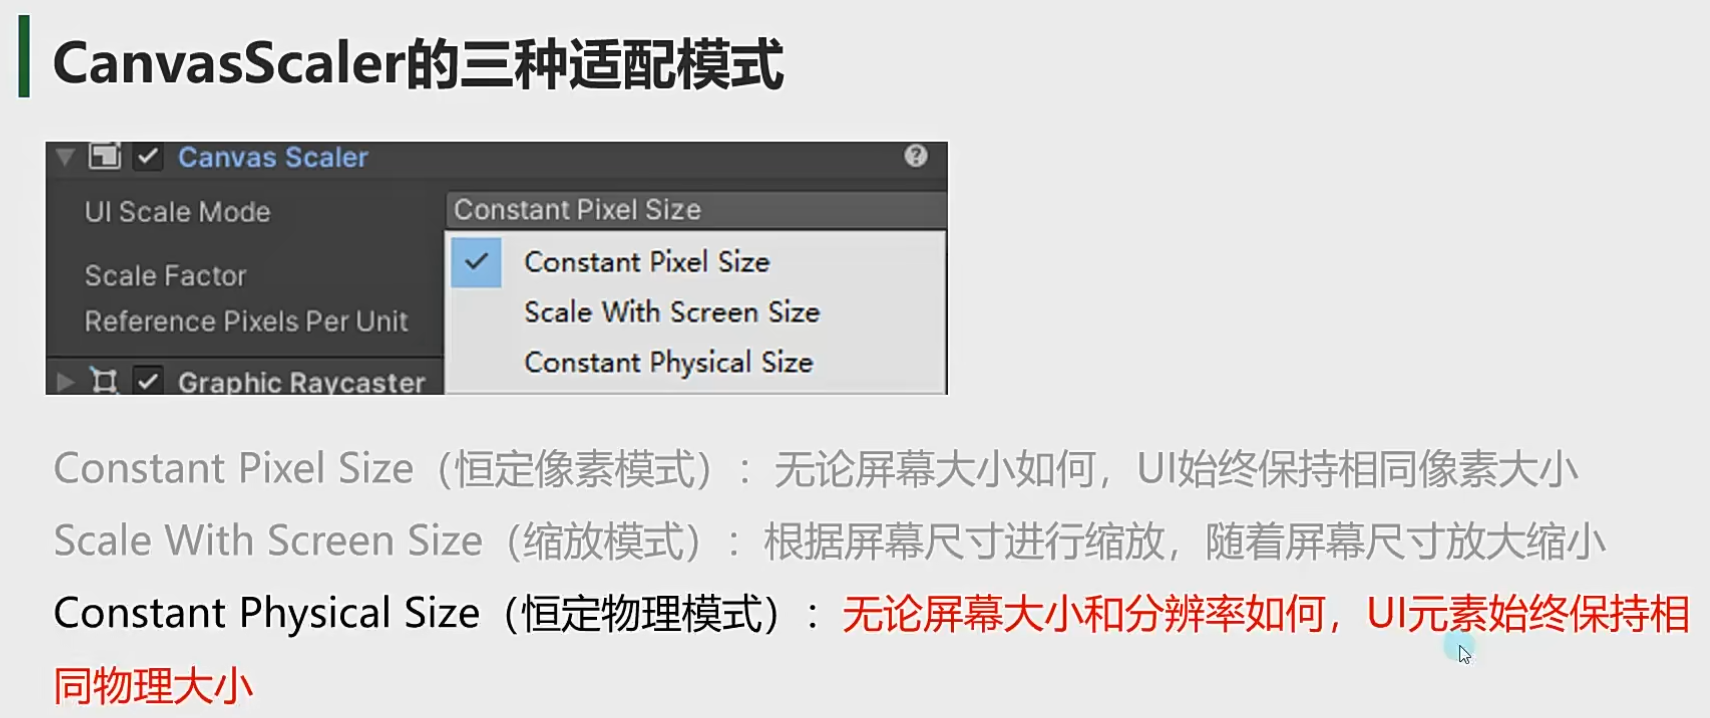 CanvasScaler的三种适配模式
Canvas Scaler
UI Scale Mode
Constant Pixel Size
Constant Pixel Size
Scale Factor
Scale With Screen Size
Reference Pixels Per Unit
Constant Physical Size
Graphic Raycaster
Constant Pixel Size（恒定像素模式）：无论屏幕大小如何，UI始终保持相同像素大小
Scale With Screen Size（缩放模式）：根据屏幕尺寸进行缩放，随着屏幕尺寸放大缩小
Constant Physical Size（恒定物理模式）：无论屏幕大小和分辨率如何，UI元素始终保持相
同物理大小